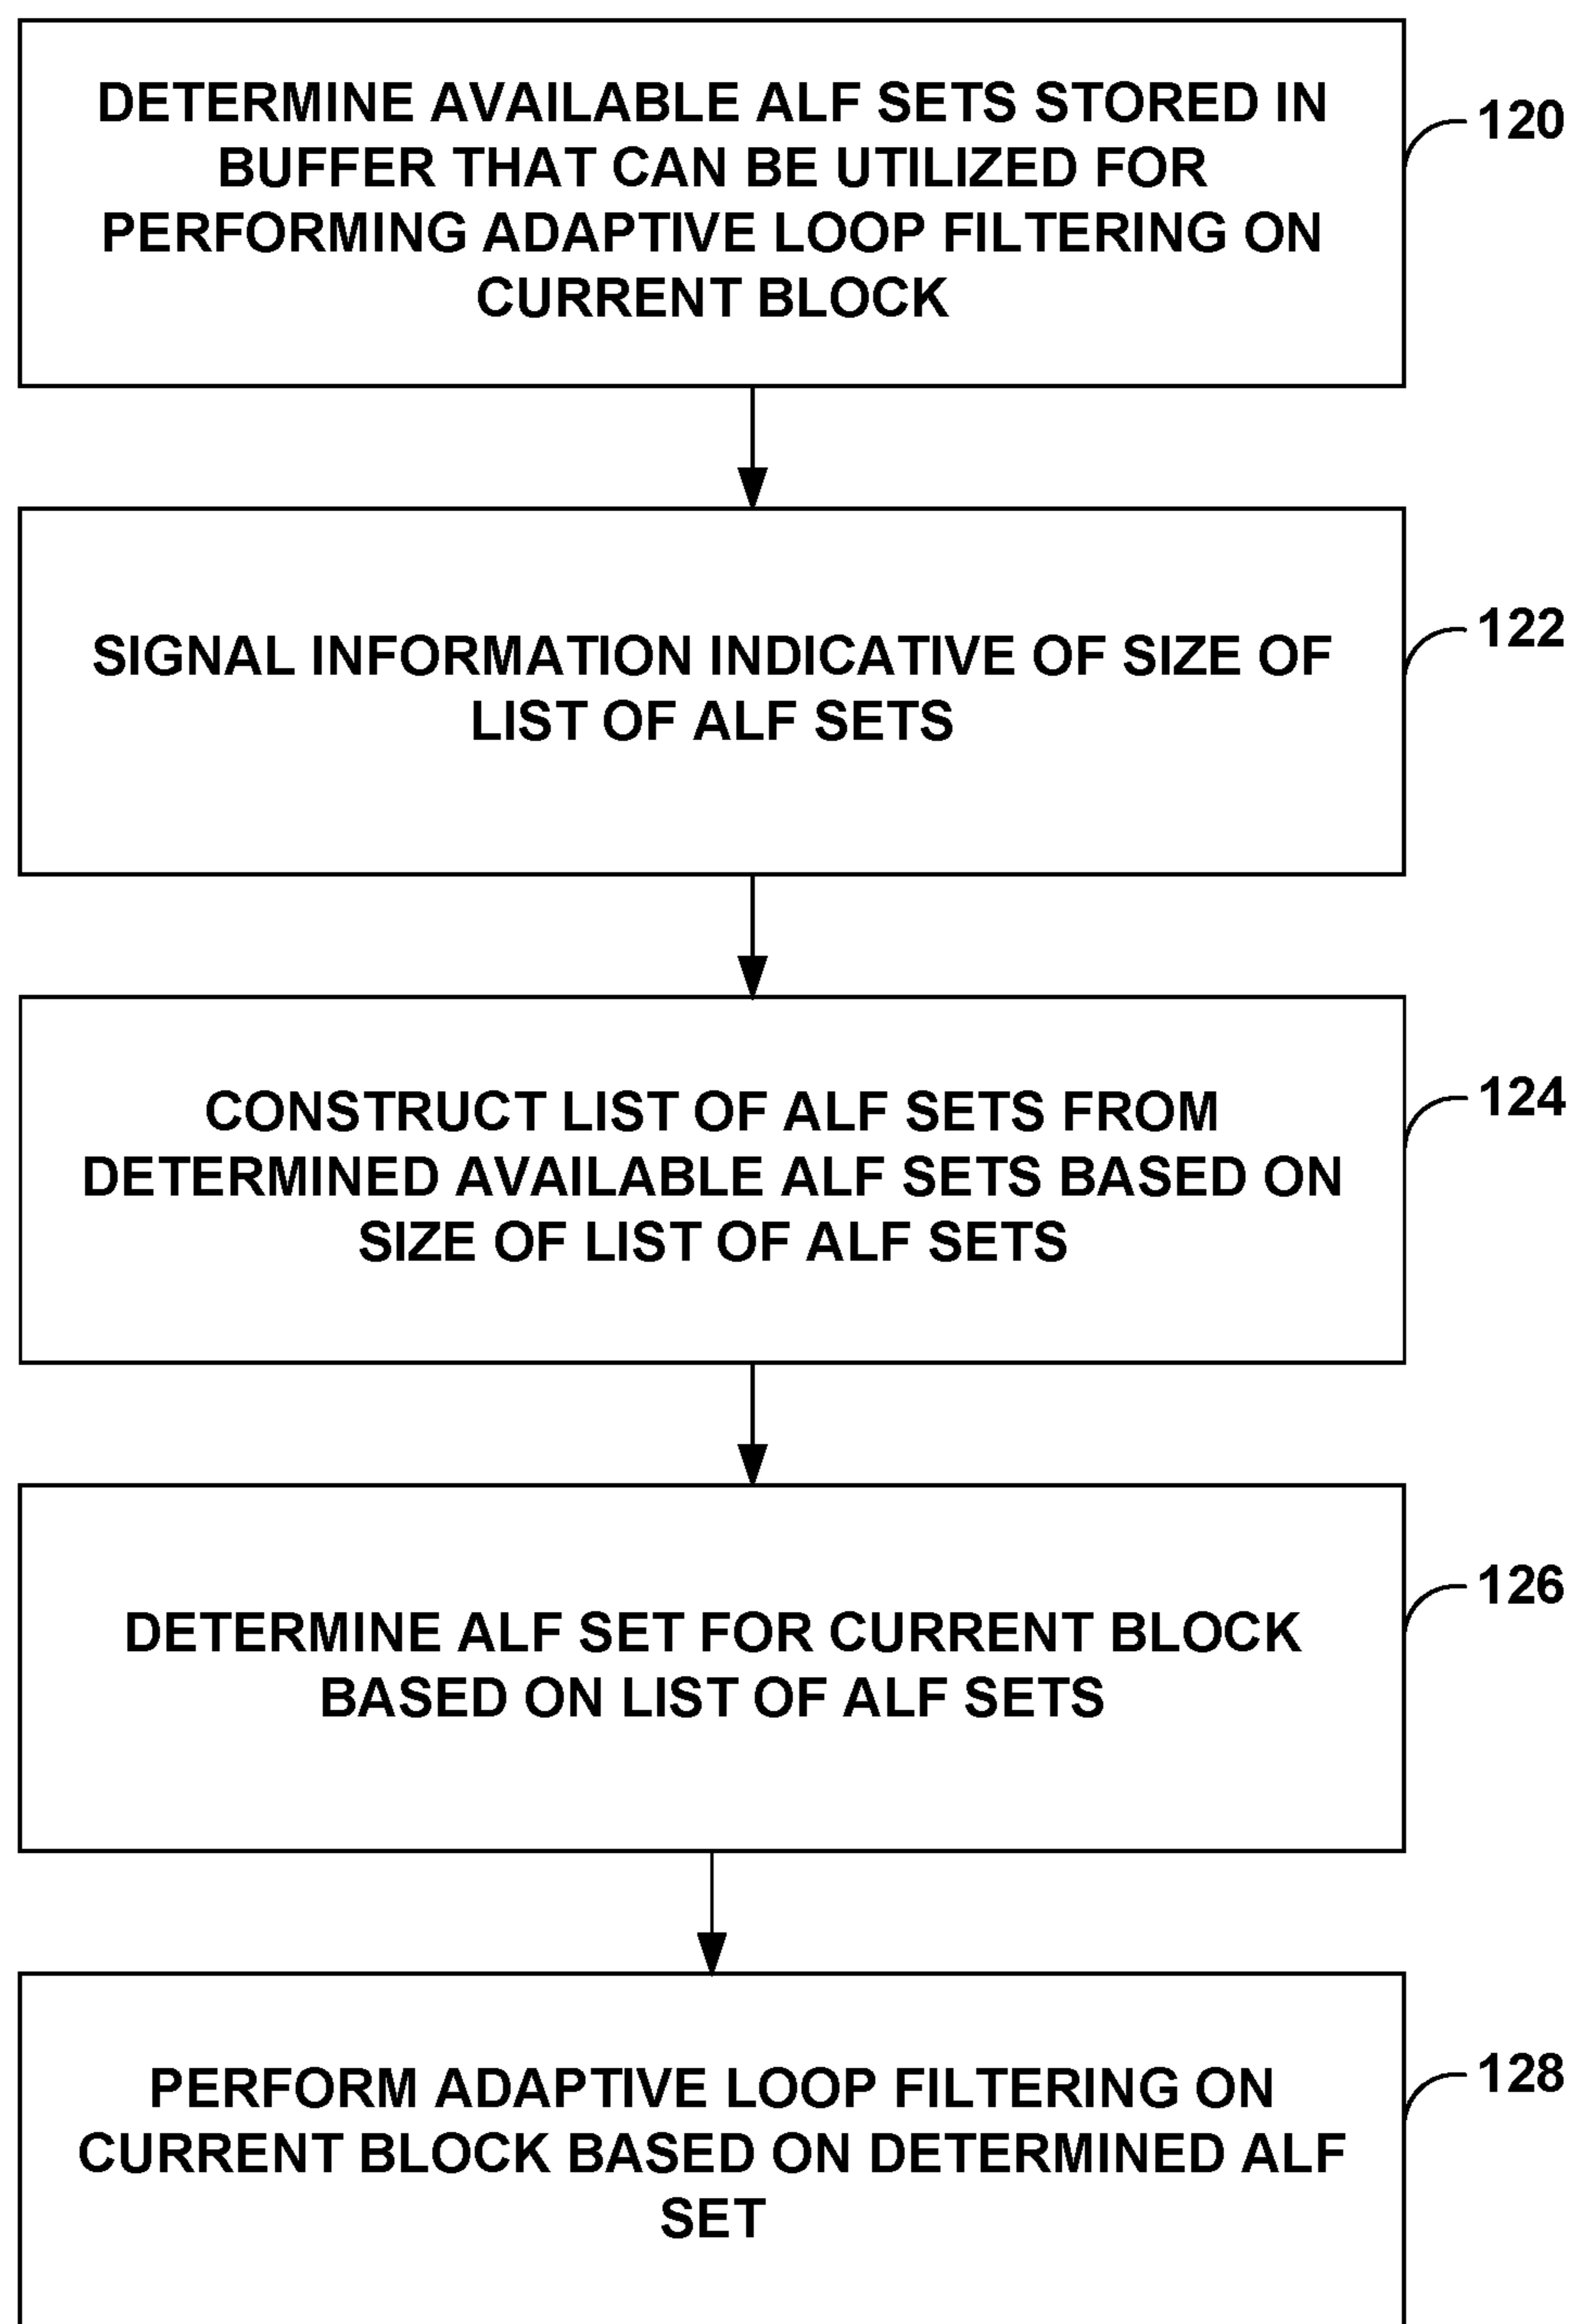 DETERMINE AVAILABLE ALF SETS STORED IN
BUFFER THAT CAN BE UTILIZED FOR
PERFORMING ADAPTIVE LOOP FILTERING ON
CURRENT BLOCK
120
SIGNAL INFORMATION INDICATIVE OF SIZE OF
LIST OF ALF SETS
122
CONSTRUCT LIST OF ALF SETS FROM
DETERMINED AVAILABLE ALF SETS BASED ON
SIZE OF LIST OF ALF SETS
124
DETERMINE ALF SET FOR CURRENT BLOCK
BASED ON LIST OF ALF SETS
126
PERFORM ADAPTIVE LOOP FILTERING ON
CURRENT BLOCK BASED ON DETERMINED ALF
SET
128